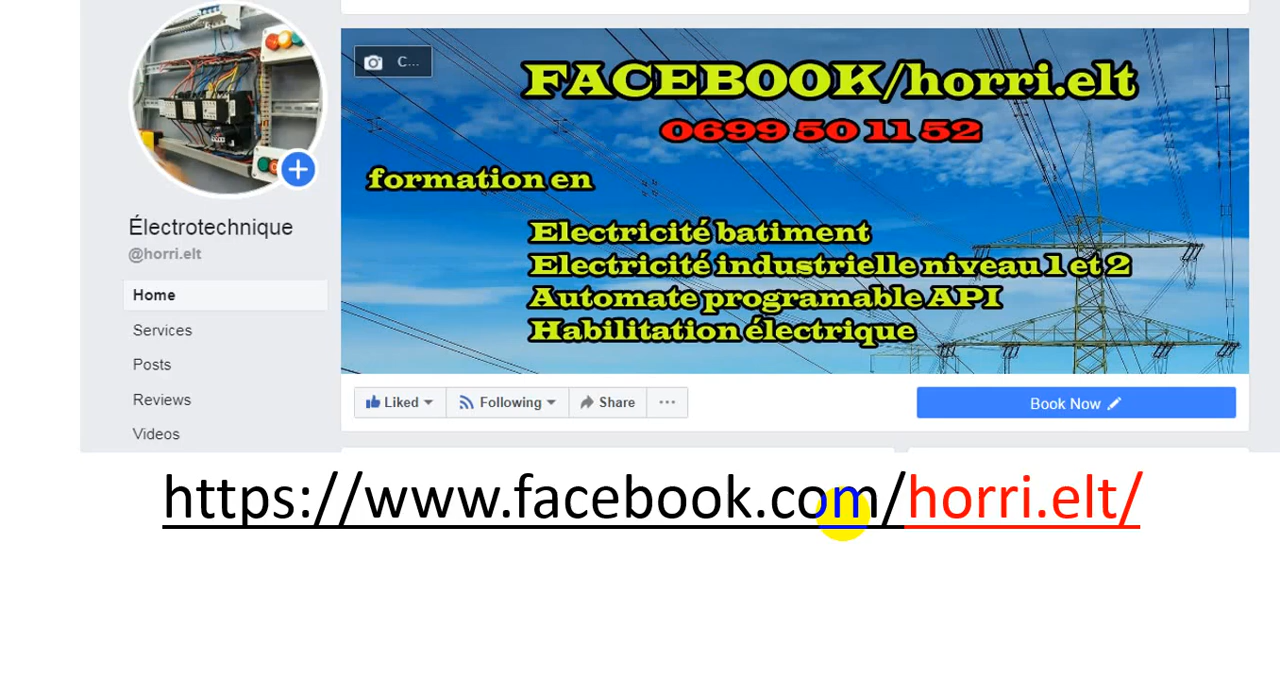 C...
FACEBOOK/horri.elt
0699 50 11 52
formation en
Electricité batiment
Electricité industrielle niveau 1 et 2
Automate programable API
Habilitation électrique
Électrotechnique
@horri.elt
Home
Services
Posts
Reviews
Videos
Liked
Following
Share
Book Now
https://www.facebook.com/horri.elt/